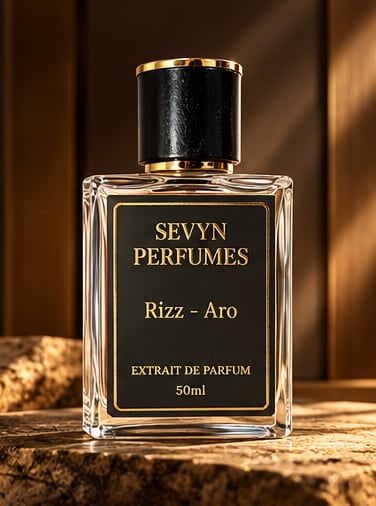 SEVYN
PERFUMES
Rizz - Aro
EXTRAIT DE PARFUM
50ml